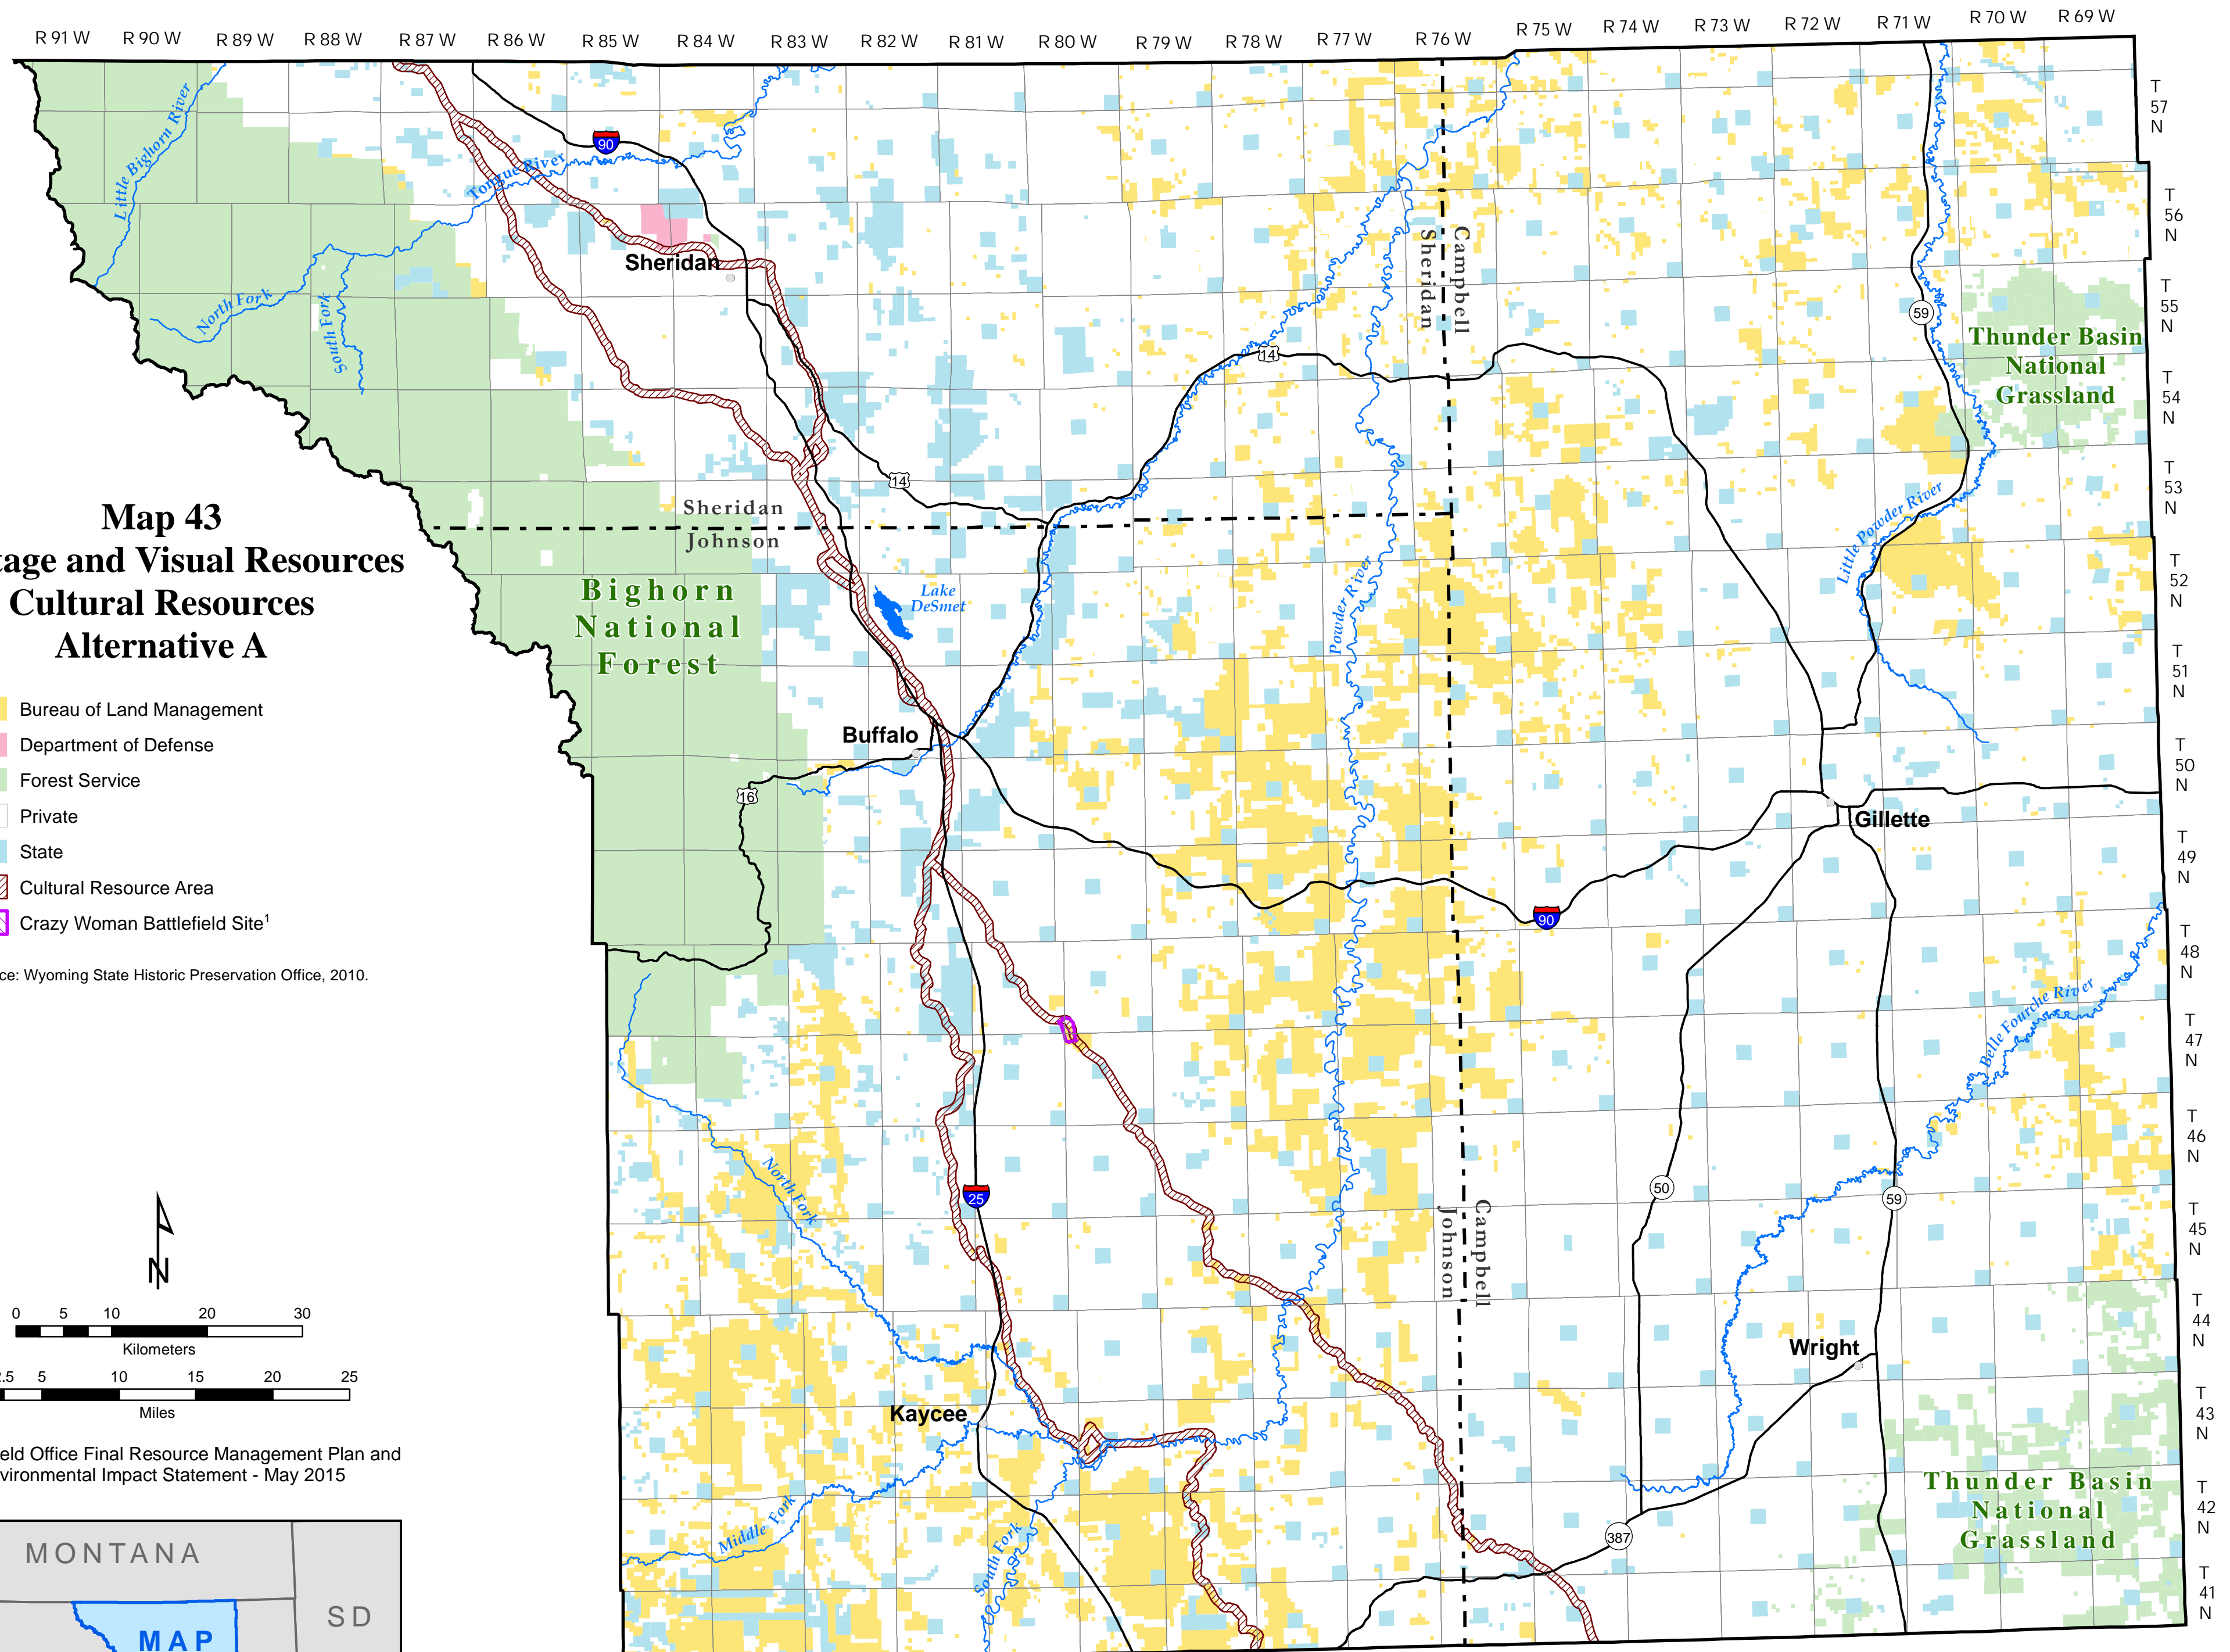 R 91 W R 90 W R 89 W R 88 W R 87 W R 86 W R 85 W R 84 W R 83 W R 82 W R 81 W R 80 W R 79 W R 78 W R 77 W R 76 W R 75 W R 74 W R 73 W R 72 W R 71 W R 70 W R 69 W
T
57
N
T
56
N
T
55
N
T
54
N
T
53
N
T
52
N
T
51
N
T
50
N
T
49
N
T
48
N
T
47
N
T
46
N
T
45
N
T
44
N
T
43
N
T
42
N
T
41
N
Little Bighorn River
90
Tongue River
North Fork
South Fork
Sheridan
Sheridan
Campbell
59
14
Thunder Basin
National
Grassland
14
Sheridan
Johnson
Little Powder River
Powder River
Bighorn
National
Forest
Lake
DeSmet
Buffalo
16
Gillette
90
Belle Fourche River
North Fork
25
50
59
Johnson
Campbell
Wright
Kaycee
Middle Fork
South Fork
387
Thunder Basin
National
Grassland
Map 43
tage and Visual Resources
Cultural Resources
Alternative A
Bureau of Land Management
Department of Defense
Forest Service
Private
State
Cultural Resource Area
Crazy Woman Battlefield Site¹
ce: Wyoming State Historic Preservation Office, 2010.
N
0 5 10 20 30
Kilometers
2.5 5 10 15 20 25
Miles
eld Office Final Resource Management Plan and
vironmental Impact Statement - May 2015
MONTANA
SD
MAP